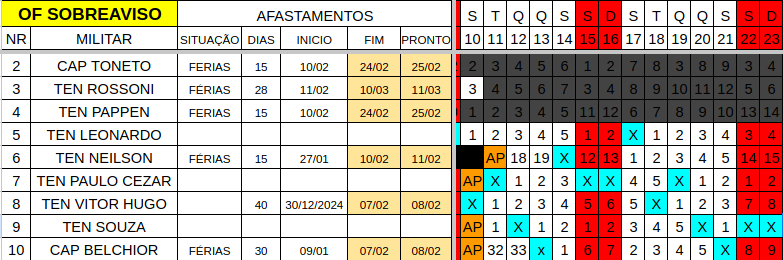 OF SOBREAVISO AFASTAMENTOS S T Q Q S S D S T Q Q S S D
NR MILITAR SITUAÇÃO DIAS INICIO FIM PRONTO 10 11 12 13 14 15 16 17 18 19 20 21 22 23
2 CAP TONETO FÉRIAS 15 10/02 24/02 25/02 2 3 4 5 6 1 2 7 8 3 8 9 3 4
3 TEN ROSSONI FÉRIAS 28 11/02 10/03 11/03 3 4 5 6 7 3 4 8 9 10 11 12 5 6
4 TEN PAPPEN FÉRIAS 15 10/02 24/02 25/02 1 2 3 4 5 11 12 6 7 8 9 10 13 14
5 TEN LEONARDO 1 2 3 4 5 1 2 X 1 2 3 4 3 4
6 TEN NEILSON FÉRIAS 15 27/01 10/02 11/02 AP 18 19 X 12 13 1 2 3 4 5 14 15
7 TEN PAULO CEZAR AP X 1 2 3 X X 4 5 X 1 2 1 2
8 TEN VITOR HUGO 40 30/12/2024 07/02 08/02 X 1 2 3 4 5 6 5 X 1 2 3 7 8
9 TEN SOUZA AP 1 X 1 2 1 2 3 4 5 X 1 X X
10 CAP BELCHIOR FÉRIAS 30 09/01 07/02 08/02 AP 32 33 x 1 6 7 2 3 4 5 X 8 9